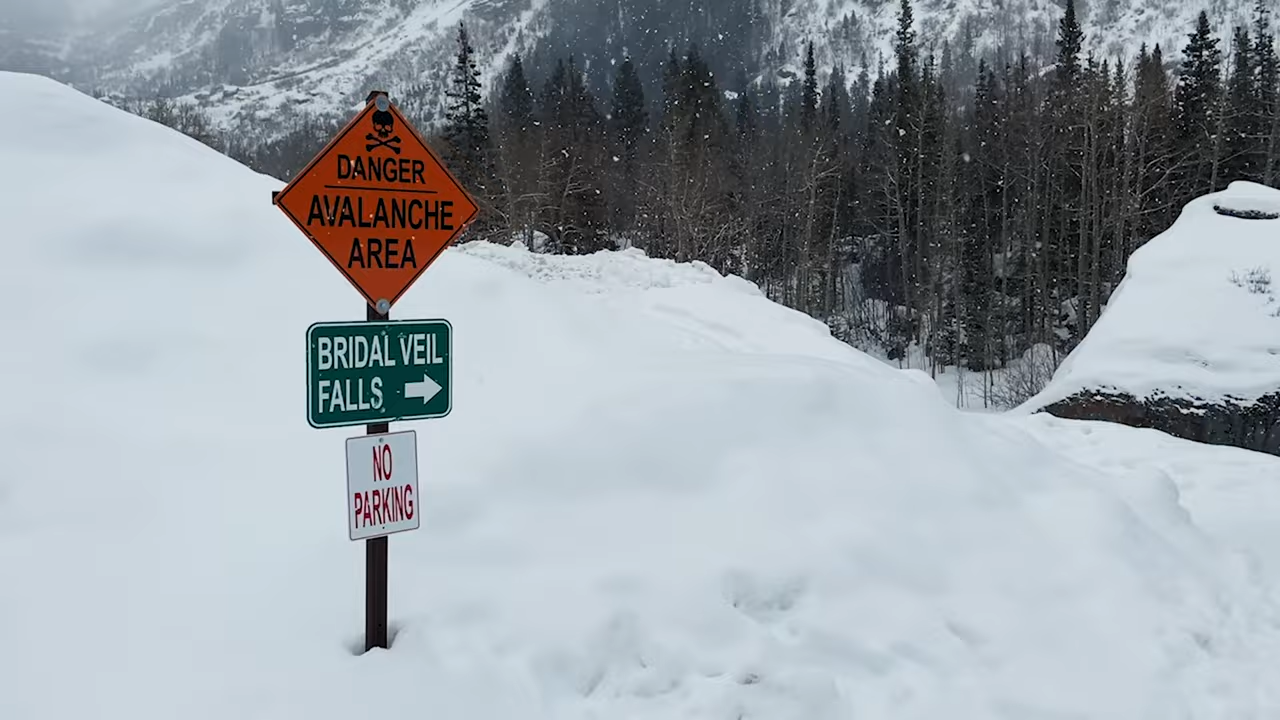 DANGER
AVALANCHE
AREA
BRIDAL VEIL
FALLS
NO
PARKING